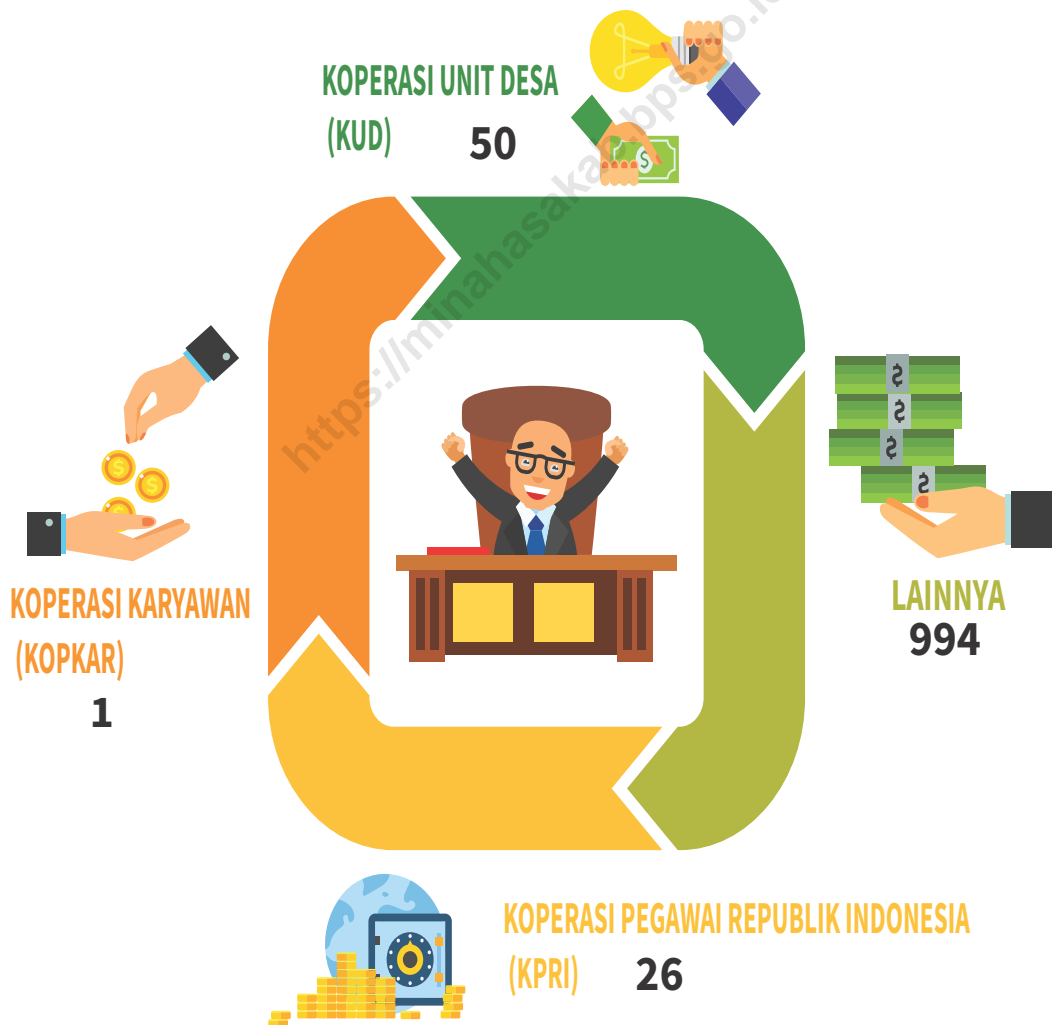 KOPERASI UNIT DESA
(KUD) 50
KOPERASI KARYAWAN
(KOPKAR)
1
LAINNYA
994
KOPERASI PEGAWAI REPUBLIK INDONESIA
(KPRI) 26